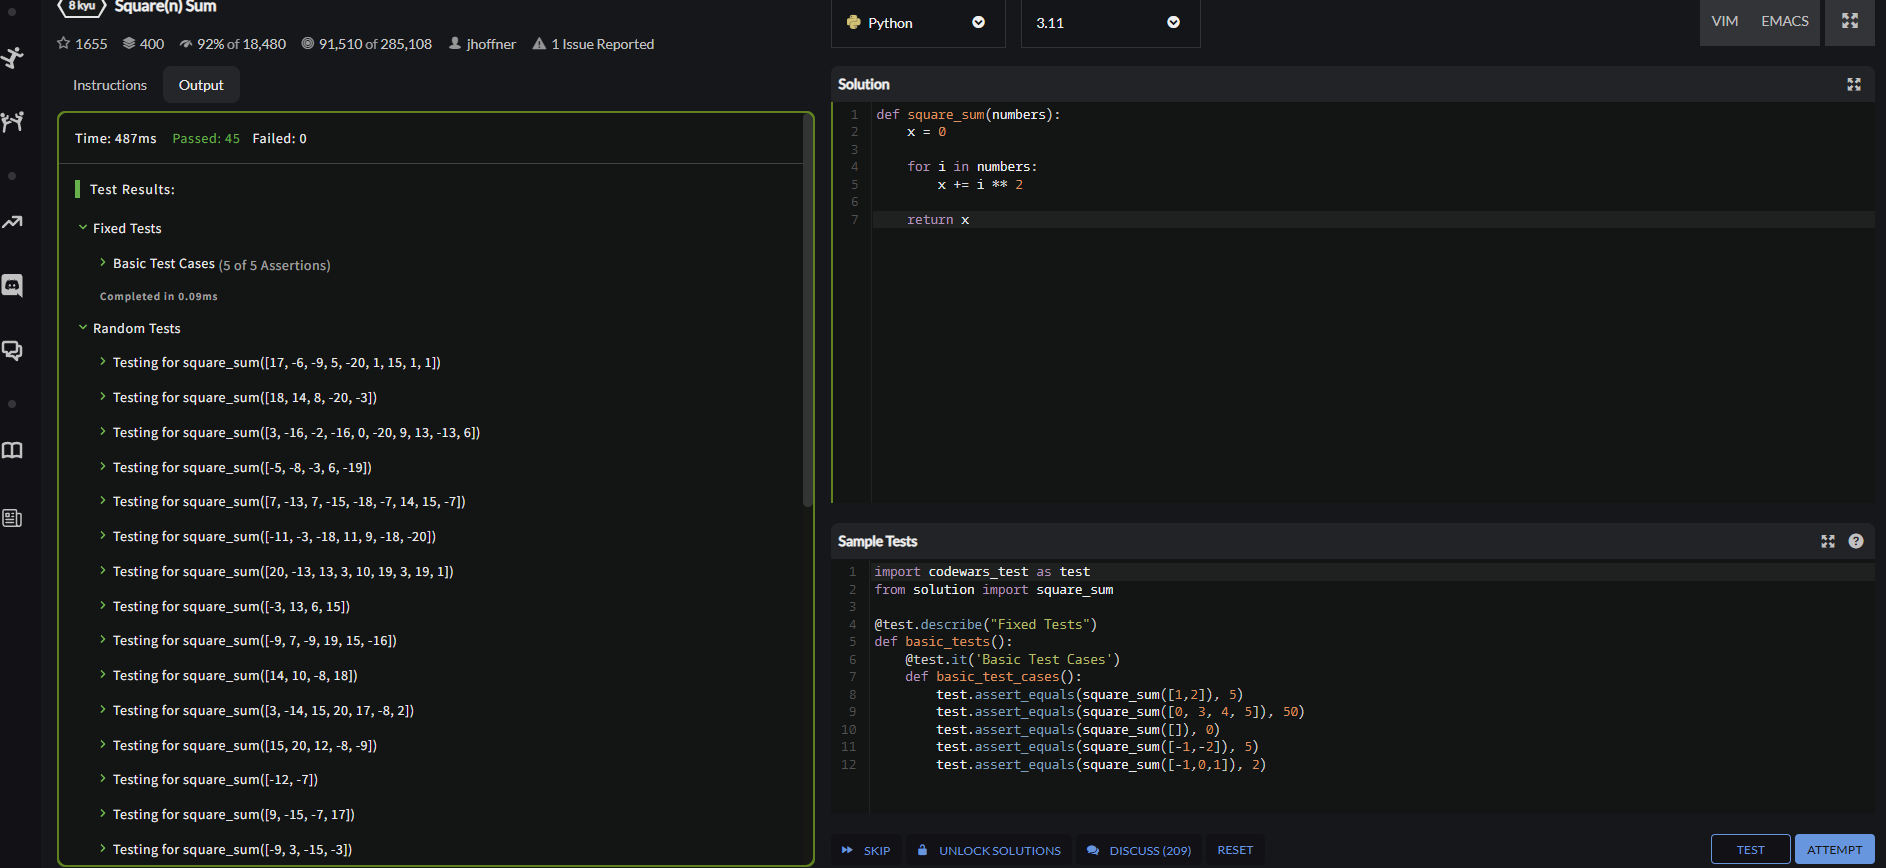 8 kyu
Square(n) Sum
1655 400 92% of 18,480 91,510 of 285,108 jhoffner 1 Issue Reported
Instructions
Output
Time: 487ms Passed: 45 Failed: 0
Test Results:
Fixed Tests
Basic Test Cases (5 of 5 Assertions)
Completed in 0.09ms
Random Tests
Testing for square_sum([17, -6, -9, 5, -20, 1, 15, 1, 1])
Testing for square_sum([18, 14, 8, -20, -3])
Testing for square_sum([3, -16, -2, -16, 0, -20, 9, 13, -13, 6])
Testing for square_sum([-5, -8, -3, 6, -19])
Testing for square_sum([7, -13, 7, -15, -18, -7, 14, 15, -7])
Testing for square_sum([-11, -3, -18, 11, 9, -18, -20])
Testing for square_sum([20, -13, 13, 3, 10, 19, 3, 19, 1])
Testing for square_sum([-3, 13, 6, 15])
Testing for square_sum([-9, 7, -9, 19, 15, -16])
Testing for square_sum([14, 10, -8, 18])
Testing for square_sum([3, -14, 15, 20, 17, -8, 2])
Testing for square_sum([15, 20, 12, -8, -9])
Testing for square_sum([-12, -7])
Testing for square_sum([9, -15, -7, 17])
Testing for square_sum([-9, 3, -15, -3])
Python
3.11
VIM
EMACS
Solution
1 def square_sum(numbers):
2 x = 0
3
4 for i in numbers:
5 x += i ** 2
6
7 return x
Sample Tests
?
1 import codewars_test as test
2 from solution import square_sum
3
4 @test.describe("Fixed Tests")
5 def basic_tests():
6 @test.it('Basic Test Cases')
7 def basic_test_cases():
8 test.assert_equals(square_sum([1,2]), 5)
9 test.assert_equals(square_sum([0, 3, 4, 5]), 50)
10 test.assert_equals(square_sum([]), 0)
11 test.assert_equals(square_sum([-1,-2]), 5)
12 test.assert_equals(square_sum([-1,0,1]), 2)
SKIP
UNLOCK SOLUTIONS
DISCUSS (209)
RESET
TEST
ATTEMPT